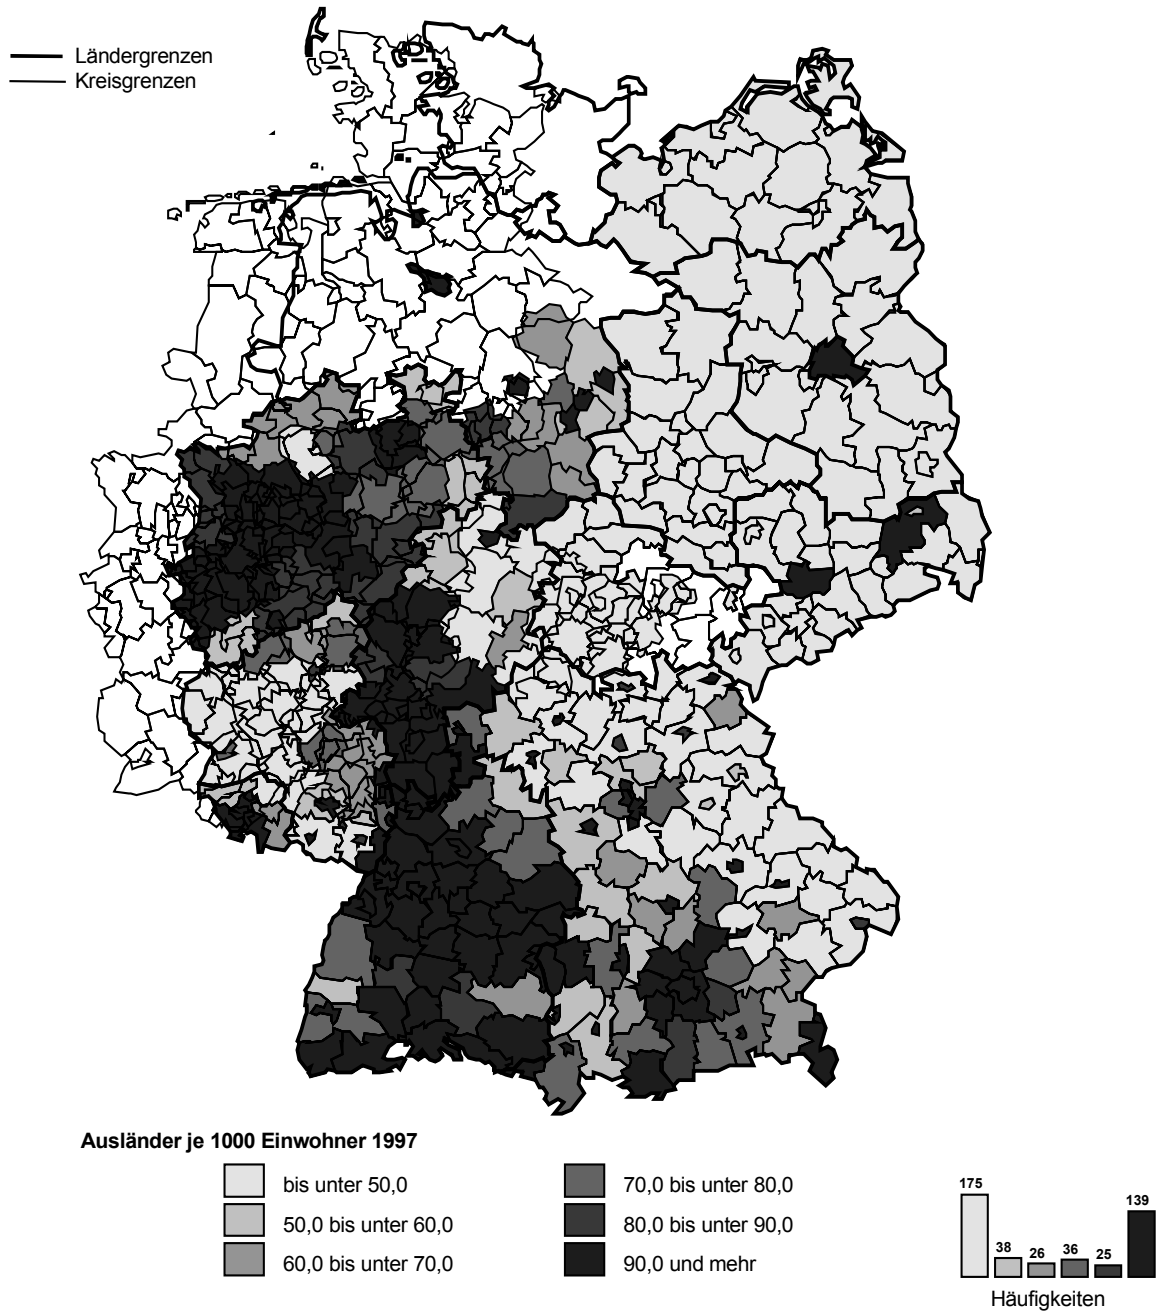 Ländergrenzen
Kreisgrenzen
Ausländer je 1000 Einwohner 1997
bis unter 50,0
50,0 bis unter 60,0
60,0 bis unter 70,0
70,0 bis unter 80,0
80,0 bis unter 90,0
90,0 und mehr
175
38
26
36
25
139
Häufigkeiten